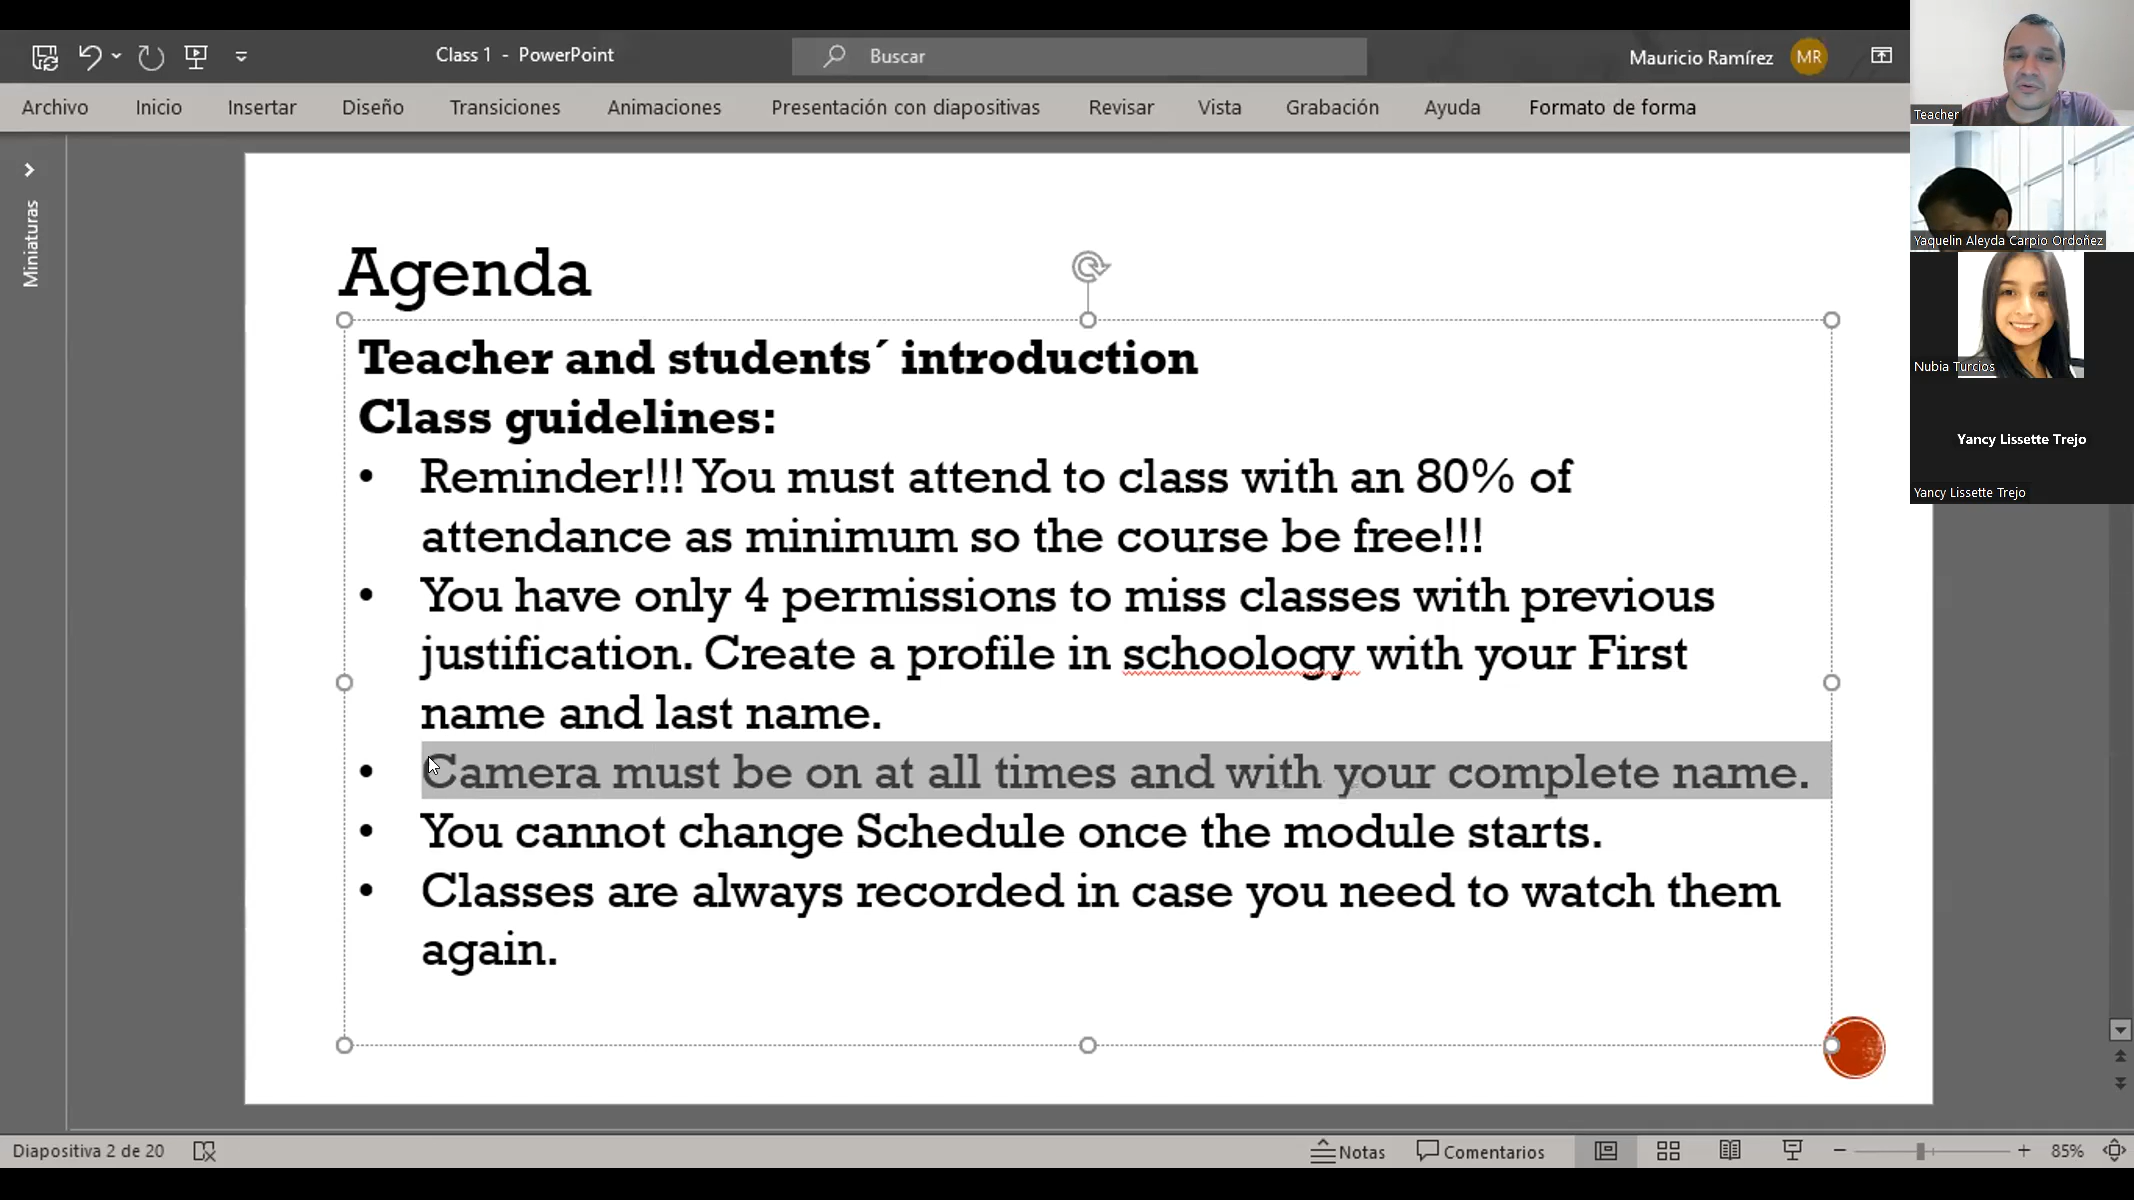 Class 1 - PowerPoint
Buscar
Mauricio Ramírez
MR
Archivo
Inicio
Insertar
Diseño
Transiciones
Animaciones
Presentación con diapositivas
Revisar
Vista
Grabación
Ayuda
Formato de forma
Teacher
Yaquelin Aleyda Carpio Ordoñez
Nubia Turcios
Yancy Lissette Trejo
Yancy Lissette Trejo
Miniaturas
Agenda
Teacher and students´ introduction
Class guidelines:
• Reminder!!! You must attend to class with an 80% of
attendance as minimum so the course be free!!!
• You have only 4 permissions to miss classes with previous
justification. Create a profile in schoology with your First
name and last name.
• Camera must be on at all times and with your complete name.
• You cannot change Schedule once the module starts.
• Classes are always recorded in case you need to watch them
again.
Diapositiva 2 de 20
Notas
Comentarios
85%